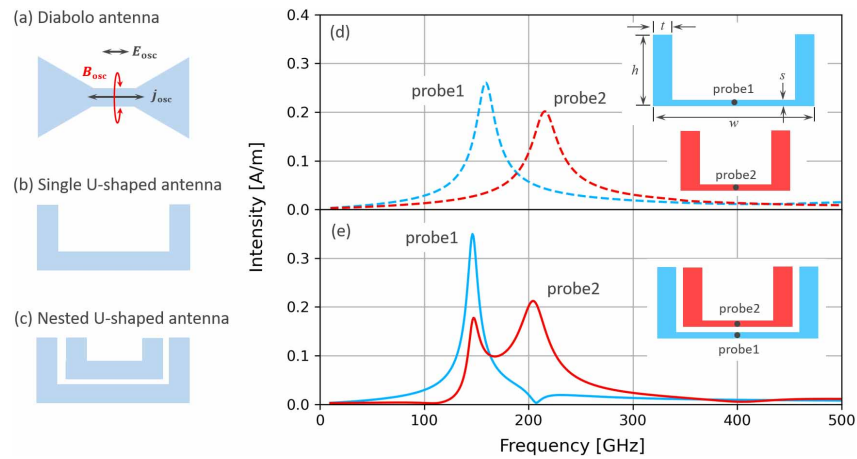 (a) Diabolo antenna
E_osc
B_osc
j_osc
(b) Single U-shaped antenna
(c) Nested U-shaped antenna
Intensity [A/m]
(d)
0.4
0.3
0.2
0.1
0.0
probe1
probe2
t
h
s
probe1
w
probe2
(e)
0.3
0.2
0.1
0.0
probe1
probe2
probe2
probe1
0
100
200
300
400
500
Frequency [GHz]